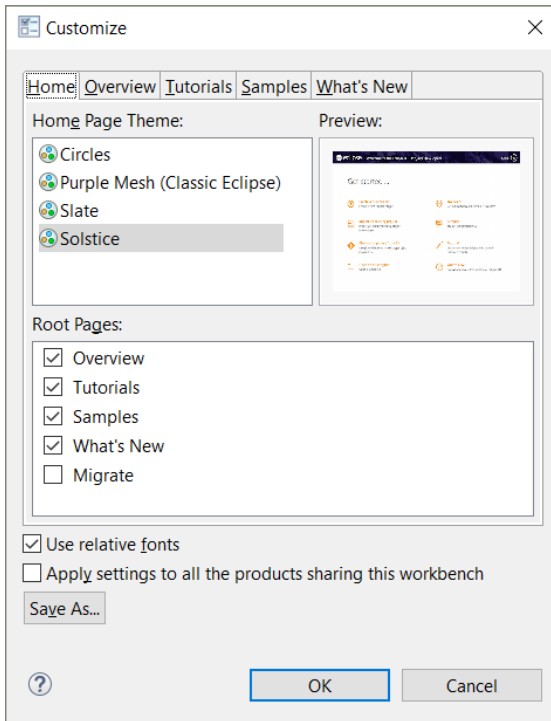 Customize
Home Overview Tutorials Samples What's New
Home Page Theme: Preview:
Circles
Purple Mesh (Classic Eclipse)
Slate
Solstice
Root Pages:
Overview
Tutorials
Samples
What's New
Migrate
Use relative fonts
Apply settings to all the products sharing this workbench
Save As...
? OK Cancel